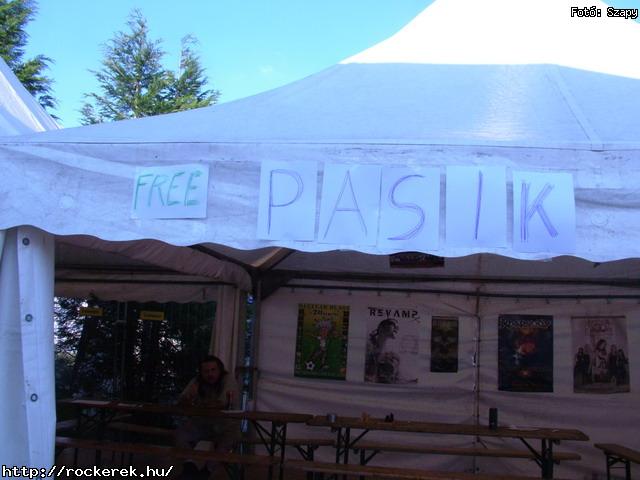 Fotó: Szapy
FREE PASIK
REVAMP
http://rockerek.hu/